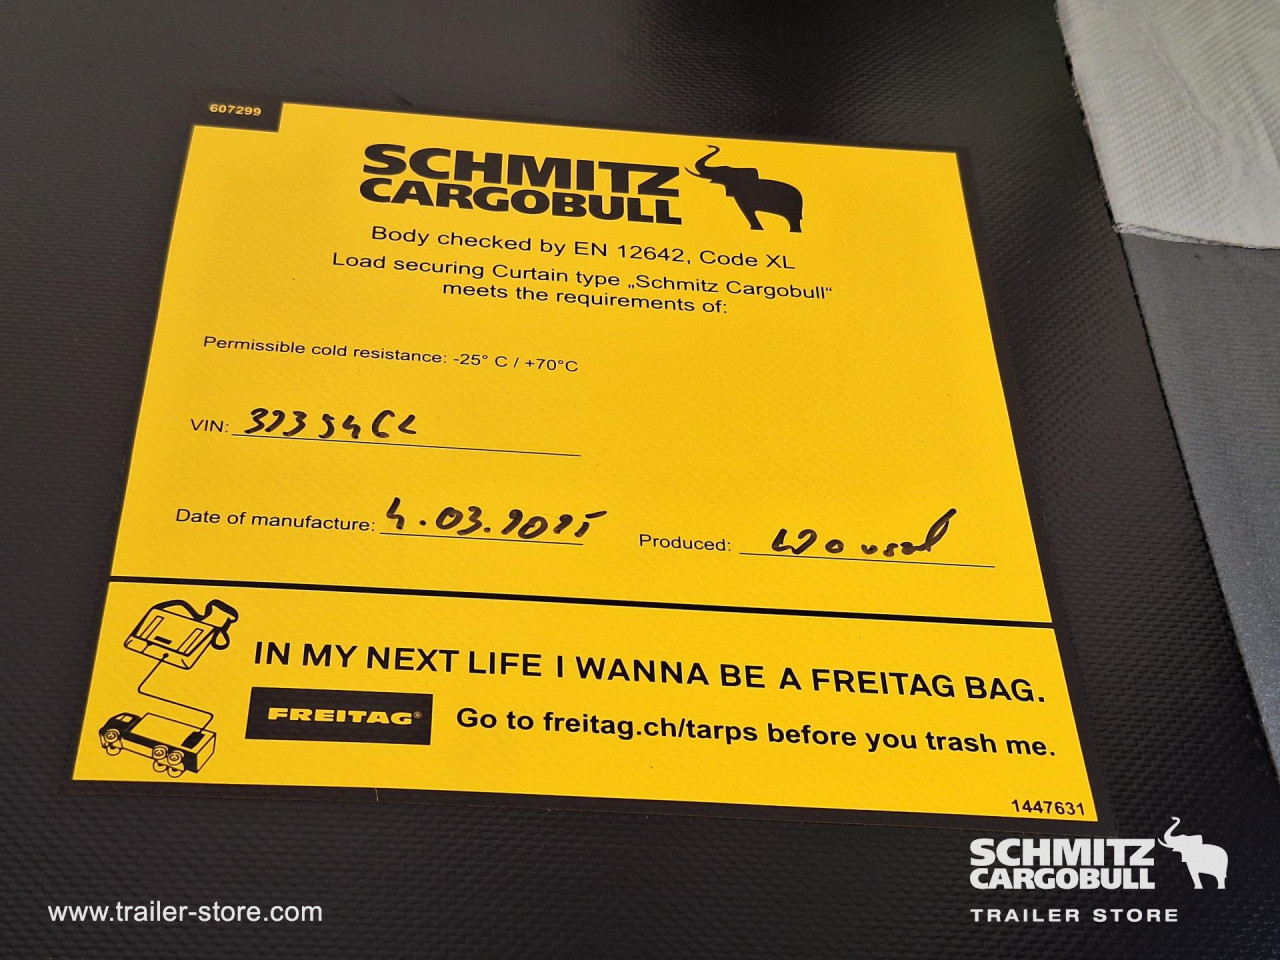 607299
SCHMITZ
CARGOBULL
Body checked by EN 12642, Code XL
Load securing Curtain type „Schmitz Cargobull“
meets the requirements of:
Permissible cold resistance: -25° C / +70°C
VIN:
Date of manufacture: 4.03.2025
Produced:
IN MY NEXT LIFE I WANNA BE A FREITAG BAG.
FREITAG®
Go to freitag.ch/tarps before you trash me.
1447631
SCHMITZ
CARGOBULL
TRAILER STORE
www.trailer-store.com